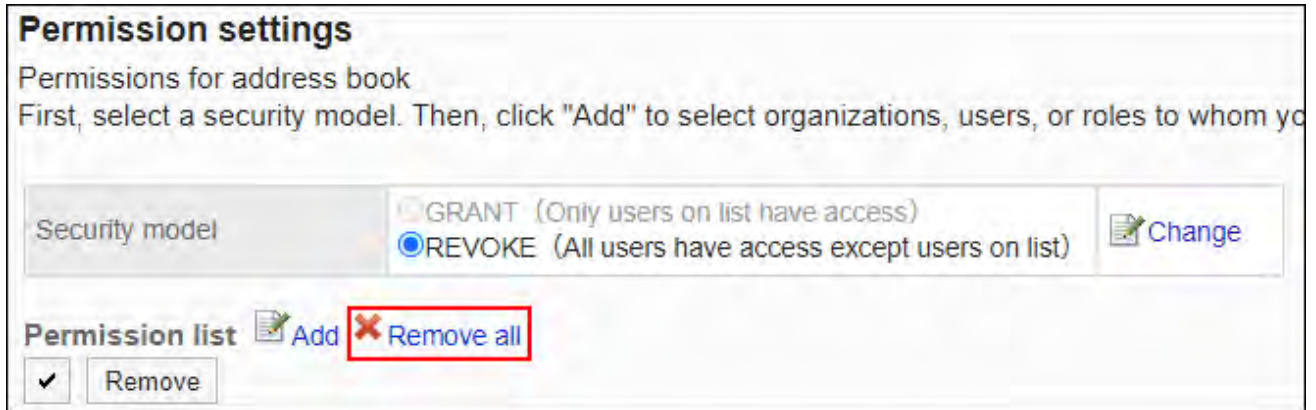 Permission settings
Permissions for address book
First, select a security model. Then, click "Add" to select organizations, users, or roles to whom yo
Security model
GRANT (Only users on list have access)
REVOKE (All users have access except users on list)
Change
Permission list Add Remove all
Remove